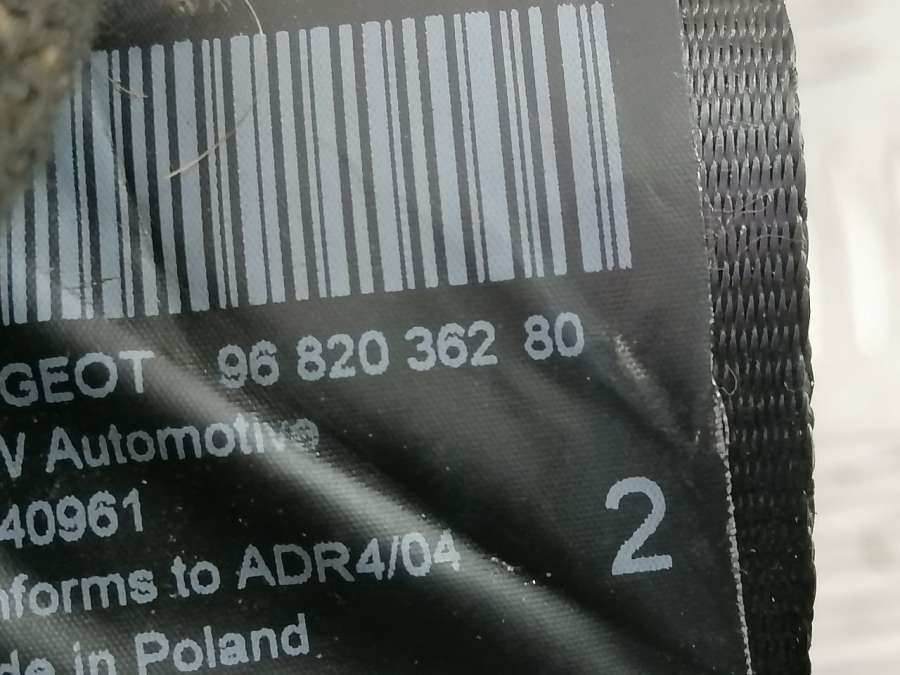 GEOT 96 820 362 80
V Automotive
40961
nforms to ADR4/04
2
de in Poland